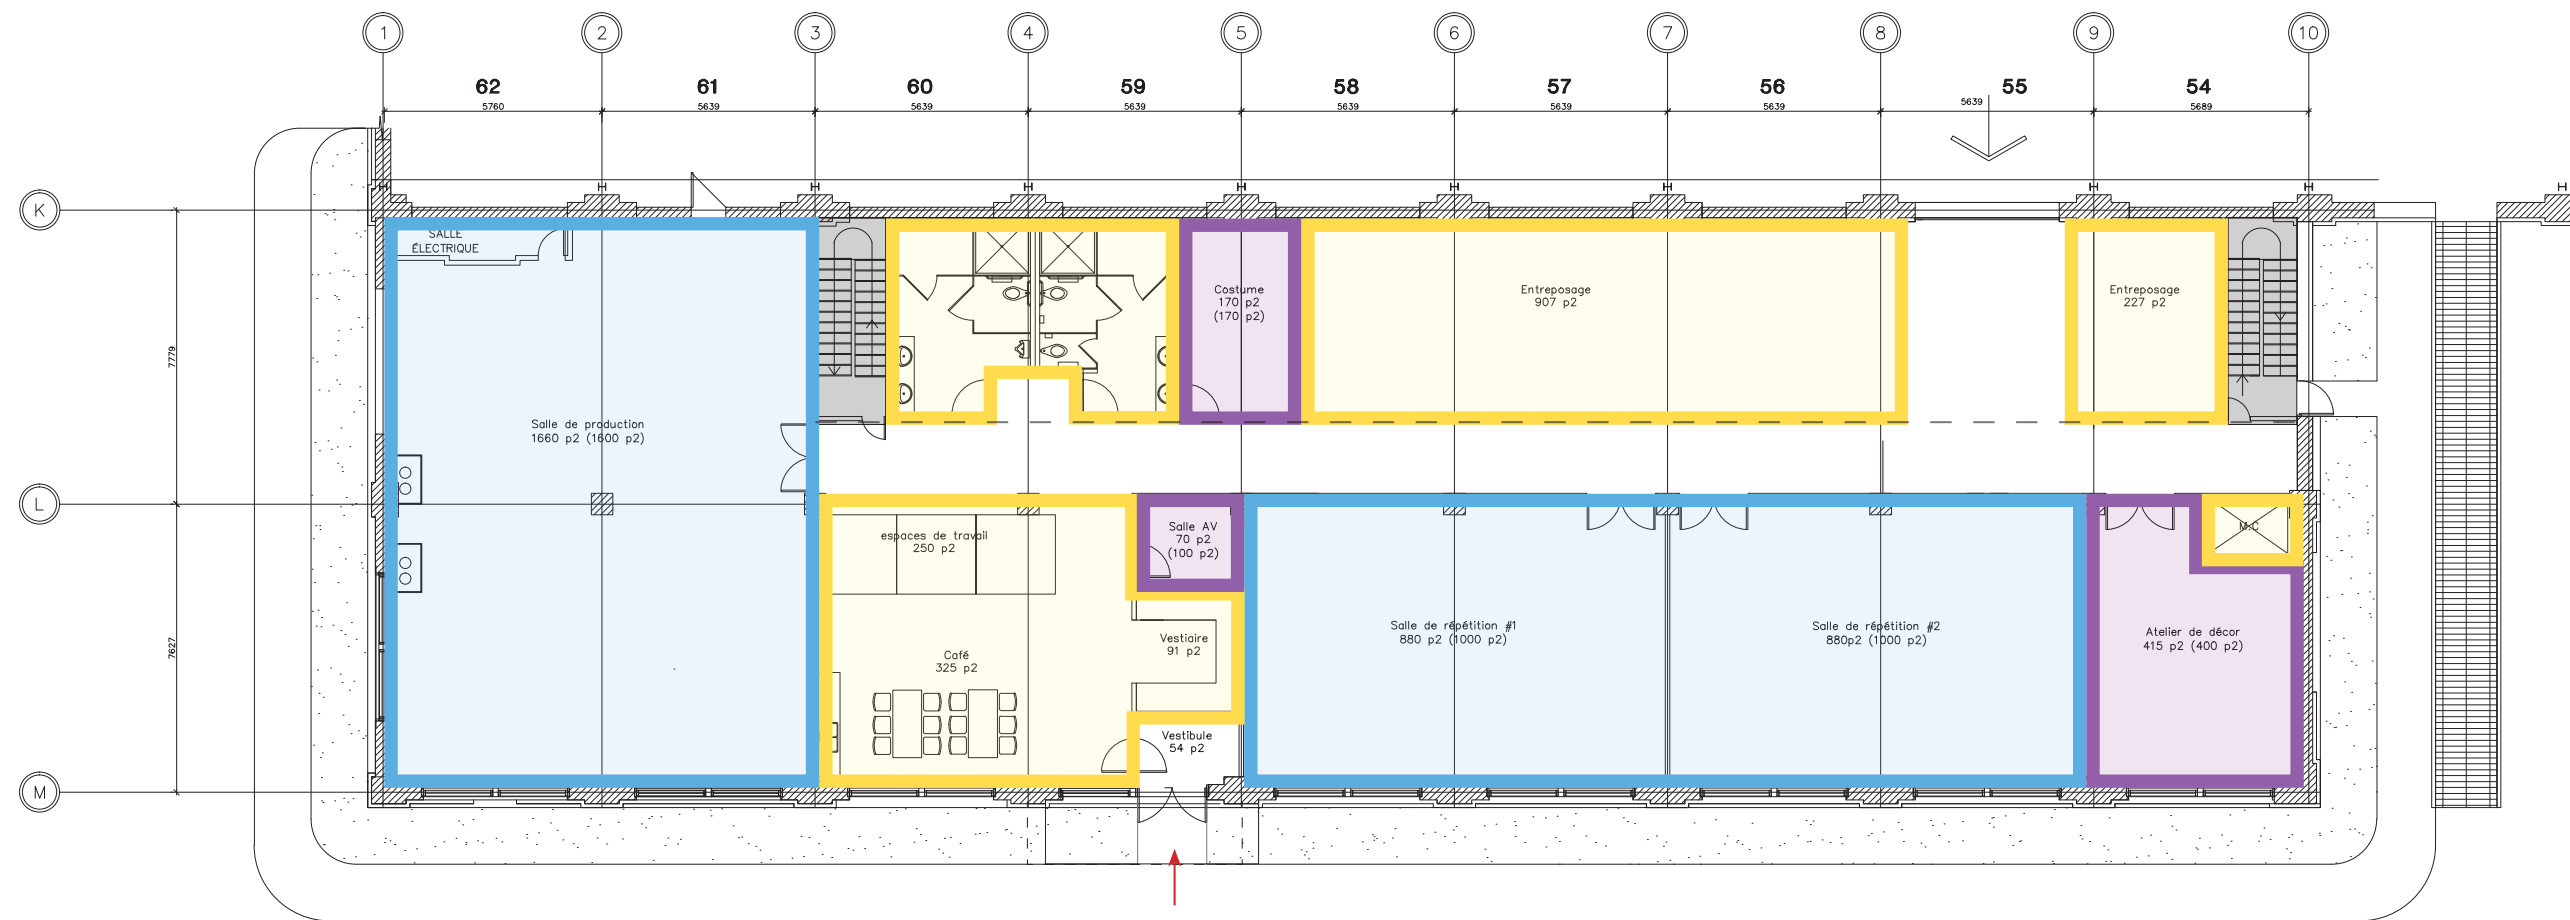 1
2
3
4
5
6
7
8
9
10
62
61
60
59
58
57
56
55
54
5760
5639
5639
5639
5639
5639
5639
5639
5689
K
L
M
7779
7627
SALLE
ÉLECTRIQUE
Salle de production
1660 p2 (1600 p2)
Costume
170 p2
(170 p2)
Entreposage
907 p2
Entreposage
227 p2
espaces de travail
250 p2
Salle AV
70 p2
(100 p2)
Café
325 p2
Vestiaire
91 p2
Vestibule
54 p2
Salle de répétition #1
880 p2 (1000 p2)
Salle de répétition #2
880p2 (1000 p2)
M.C
Atelier de décor
415 p2 (400 p2)